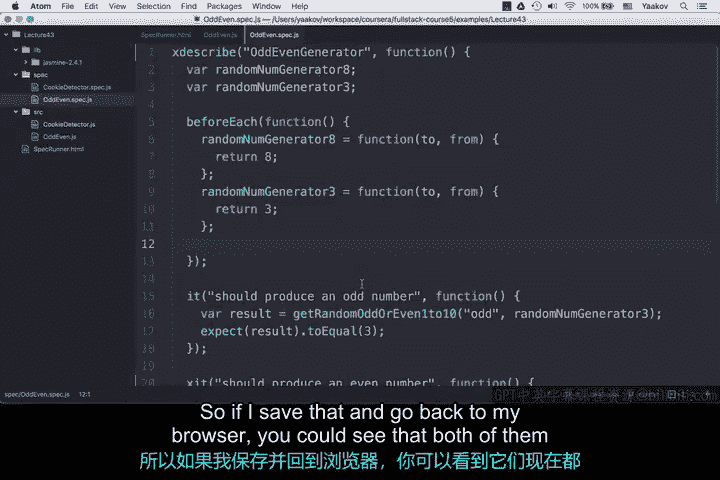 Atom File Edit View Selection Find Packages Window Help 100% Yaakov
OddEven.spec.js — /Users/yaakov/workspace/coursera/fullstack-course5/examples/Lecture43
Lecture43
lib
jasmine-2.4.1
spec
CookieDetector.spec.js
OddEven.spec.js
src
CookieDetector.js
OddEven.js
SpecRunner.html
SpecRunner.html OddEven.js OddEven.spec.js
1 xdescribe("OddEvenGenerator", function() {
2 var randomNumGenerator8;
3 var randomNumGenerator3;
4
5 beforeEach(function() {
6 randomNumGenerator8 = function(to, from) {
7 return 8;
8 };
9 randomNumGenerator3 = function(to, from) {
10 return 3;
11 };
12
13 });
14
15 it("should produce an odd number", function() {
16 var result = getRandomOddOrEven1to10("odd", randomNumGenerator3);
17 expect(result).toEqual(3);
18 });
19
20 xit("should produce an even number", function() {
spec/OddEven.spec.js 12:1
So if I save that and go back to my
browser, you could see that both of them
所以如果我保存并回到浏览器，你可以看到它们现在都